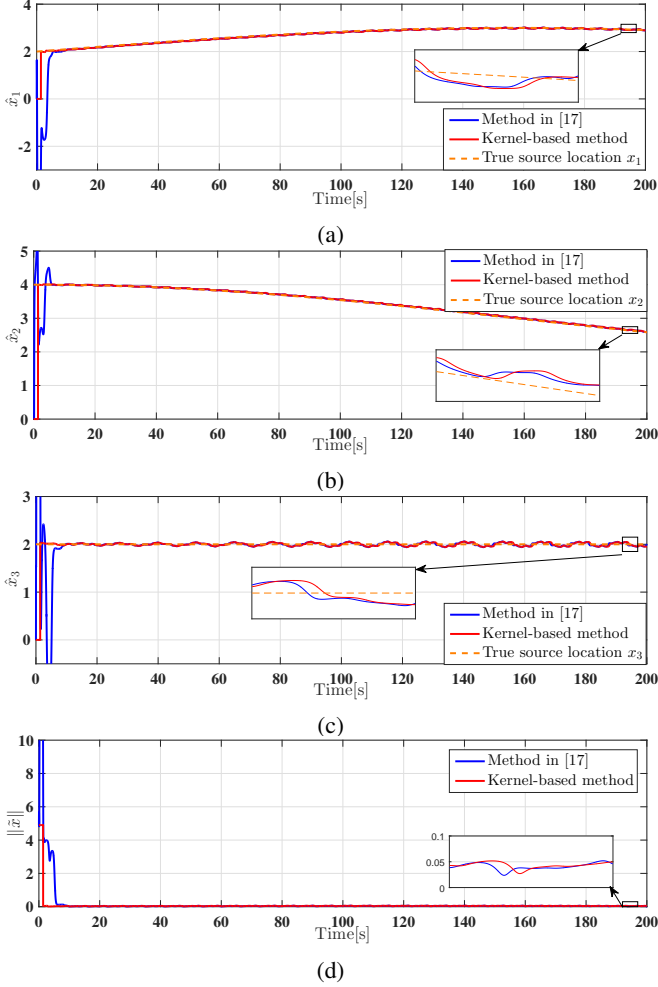 4
2
0
-2
x̂₁
Method in [17]
Kernel-based method
True source location x₁
0 20 40 60 80 100 120 140 160 180 200
Time[s]
(a)
5
4
3
2
1
0
x̂₂
Method in [17]
Kernel-based method
True source location x₂
0 20 40 60 80 100 120 140 160 180 200
Time[s]
(b)
3
2
1
0
x̂₃
Method in [17]
Kernel-based method
True source location x₃
0 20 40 60 80 100 120 140 160 180 200
Time[s]
(c)
10
8
6
4
2
0
||x̃||
Method in [17]
Kernel-based method
0.1
0.05
0
0 20 40 60 80 100 120 140 160 180 200
Time[s]
(d)